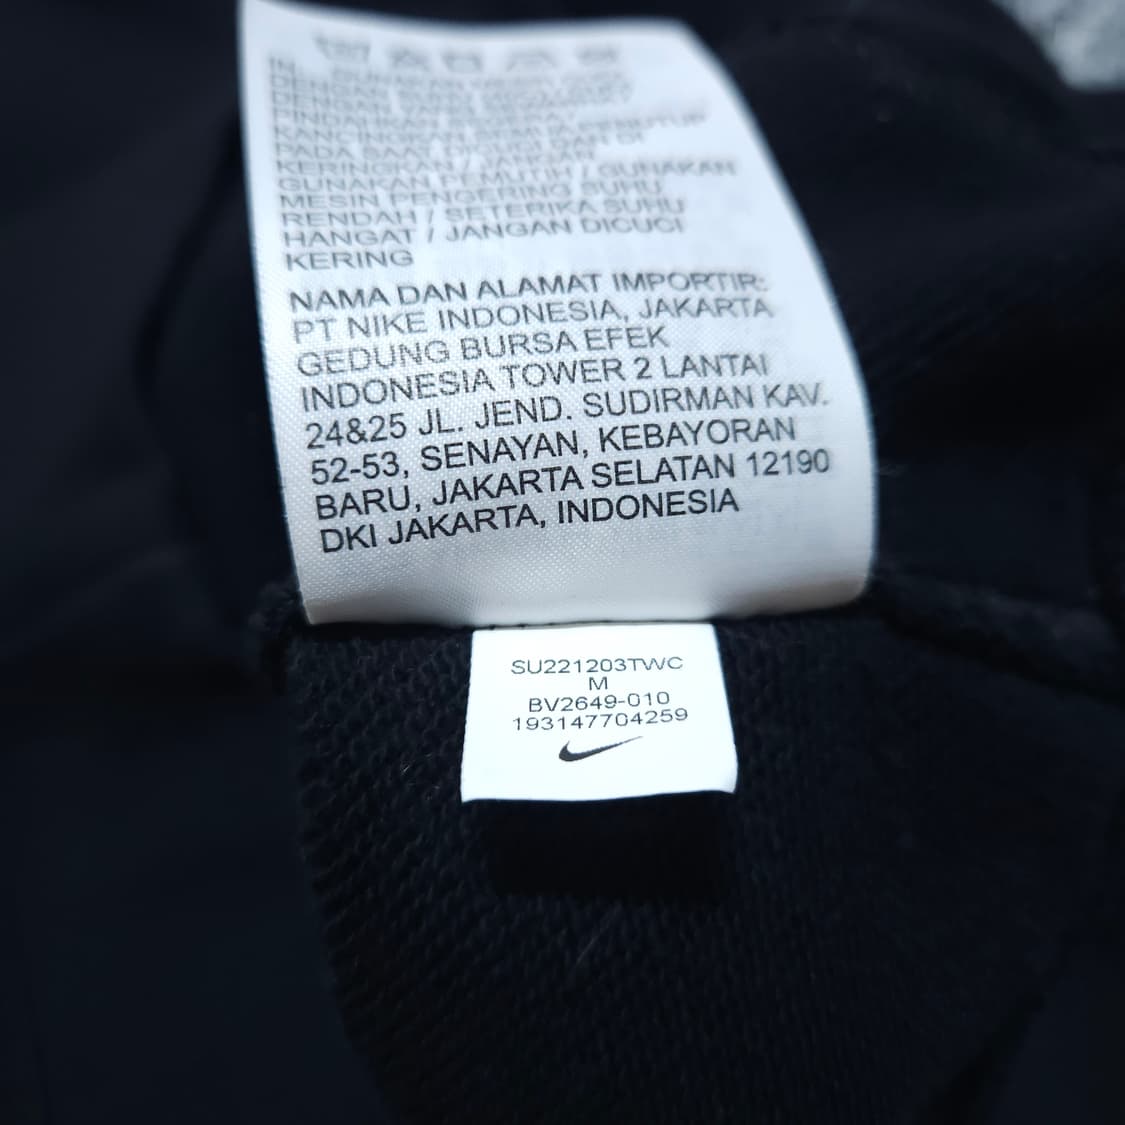 KERINGKAN / JANGAN
GUNAKAN PEMUTIH / GUNAKAN
MESIN PENGERING SUHU
RENDAH / SETERIKA SUHU
HANGAT / JANGAN DICUCI
KERING
NAMA DAN ALAMAT IMPORTIR:
PT NIKE INDONESIA, JAKARTA
GEDUNG BURSA EFEK
INDONESIA TOWER 2 LANTAI
24&25 JL. JEND. SUDIRMAN KAV.
52-53, SENAYAN, KEBAYORAN
BARU, JAKARTA SELATAN 12190
DKI JAKARTA, INDONESIA
SU221203TWC
M
BV2649-010
193147704259